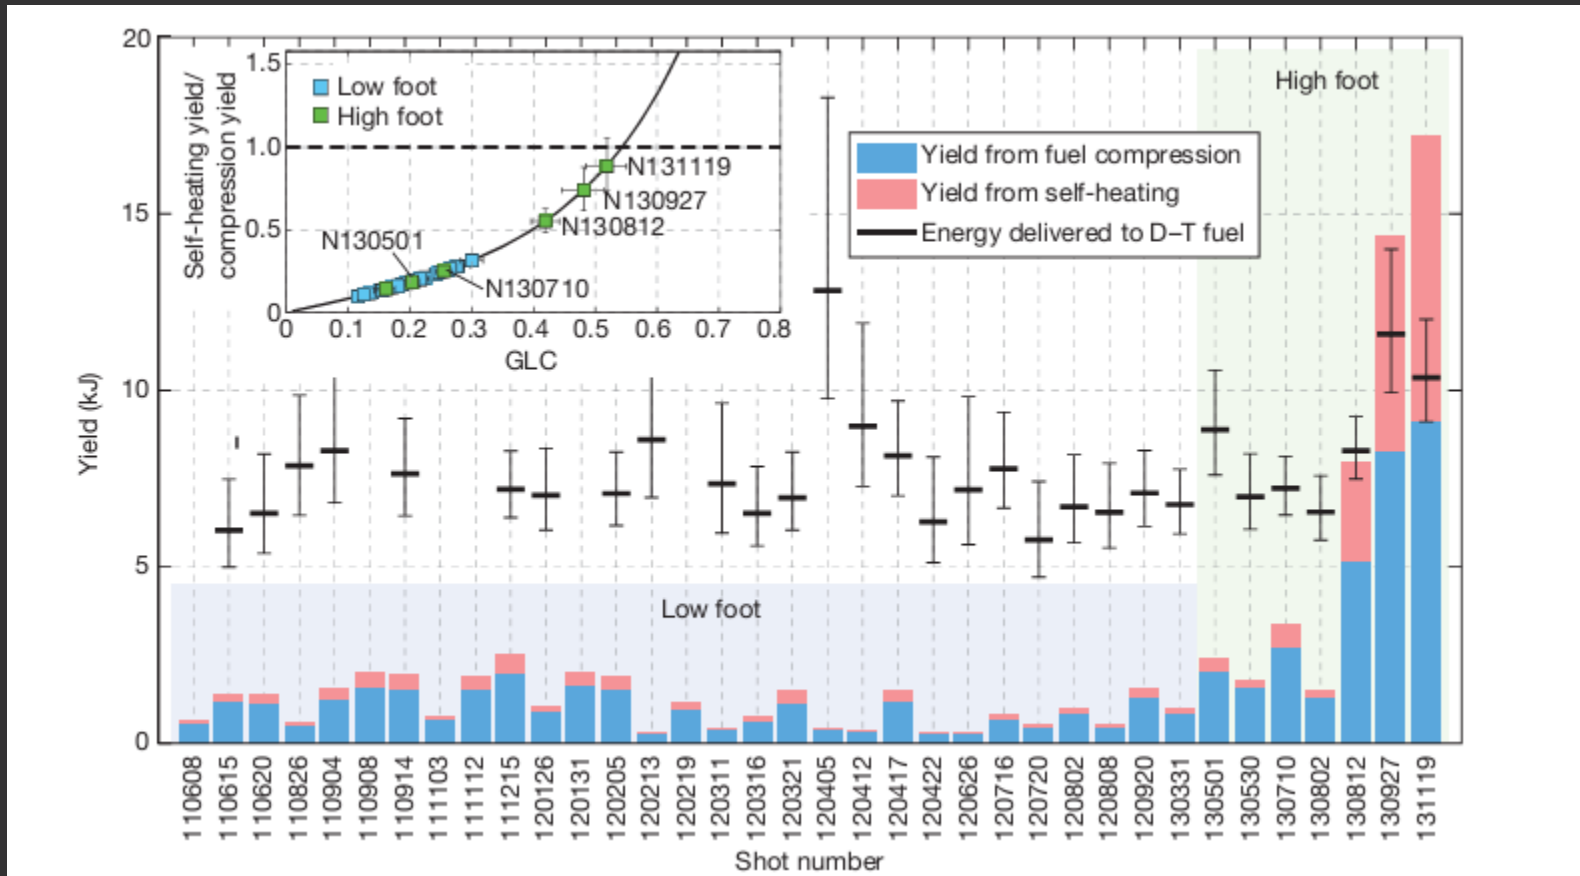 20
15
10
5
0
Yield (kJ)
Self-heating yield/
compression yield
1.5
1.0
0.5
0
Low foot
High foot
N131119
N130927
N130812
N130501
N130710
0 0.1 0.2 0.3 0.4 0.5 0.6 0.7 0.8
GLC
High foot
Yield from fuel compression
Yield from self-heating
Energy delivered to D–T fuel
Low foot
110608
110615
110620
110826
110904
110908
110914
111103
111112
111215
120126
120131
120205
120213
120219
120311
120316
120321
120405
120412
120417
120422
120626
120716
120720
120802
120808
120920
130331
130501
130530
130710
130802
130812
130927
131119
Shot number